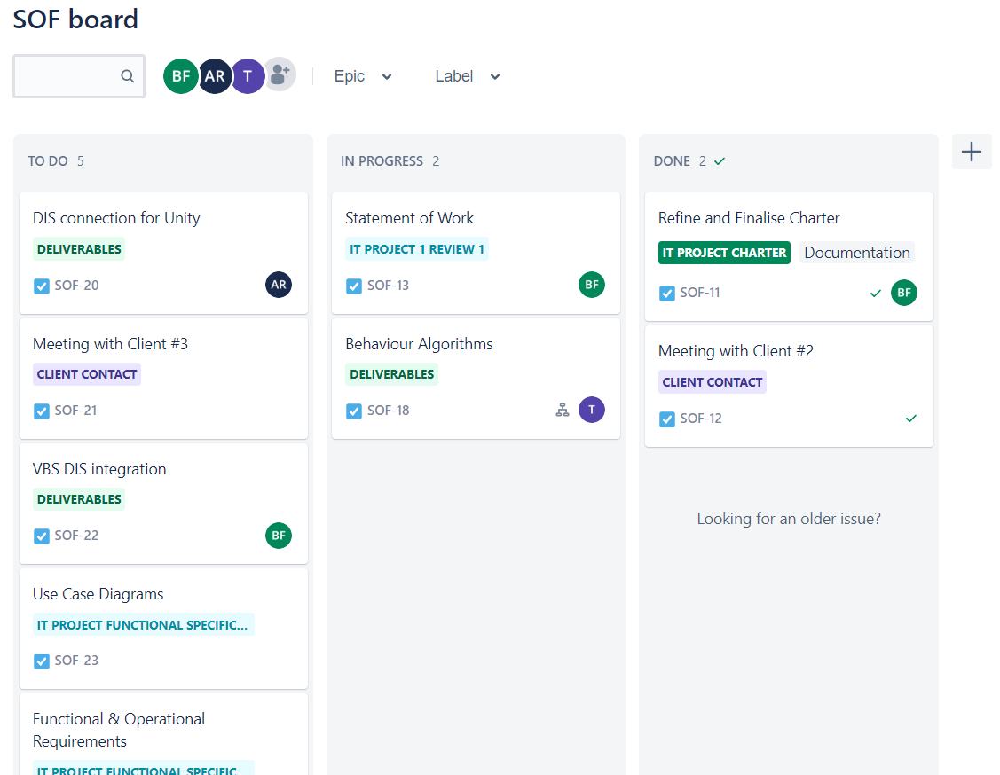 SOF board
BF AR T Epic Label
TO DO 5
DIS connection for Unity
DELIVERABLES
SOF-20 AR
Meeting with Client #3
CLIENT CONTACT
SOF-21
VBS DIS integration
DELIVERABLES
SOF-22 BF
Use Case Diagrams
IT PROJECT FUNCTIONAL SPECIFIC...
SOF-23
Functional & Operational
Requirements
IT PROJECT FUNCTIONAL SPECIFIC...
IN PROGRESS 2
Statement of Work
IT PROJECT 1 REVIEW 1
SOF-13 BF
Behaviour Algorithms
DELIVERABLES
SOF-18 T
DONE 2
Refine and Finalise Charter
IT PROJECT CHARTER Documentation
SOF-11 BF
Meeting with Client #2
CLIENT CONTACT
SOF-12
Looking for an older issue?